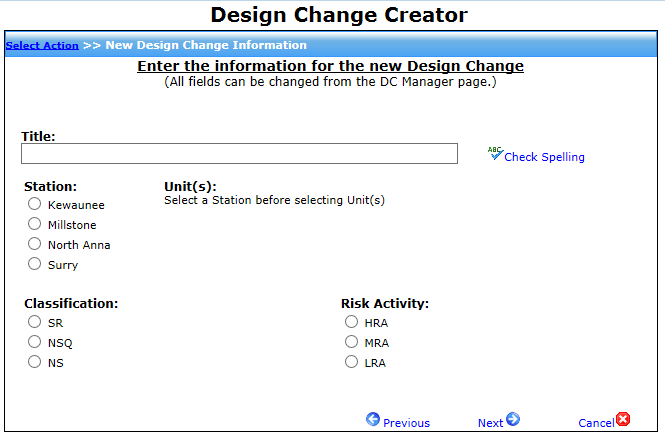 Design Change Creator
Select Action >> New Design Change Information
Enter the information for the new Design Change
(All fields can be changed from the DC Manager page.)
Title:
ABC Check Spelling
Station:
Kewaunee
Millstone
North Anna
Surry
Unit(s):
Select a Station before selecting Unit(s)
Classification:
SR
NSQ
NS
Risk Activity:
HRA
MRA
LRA
Previous
Next
Cancel